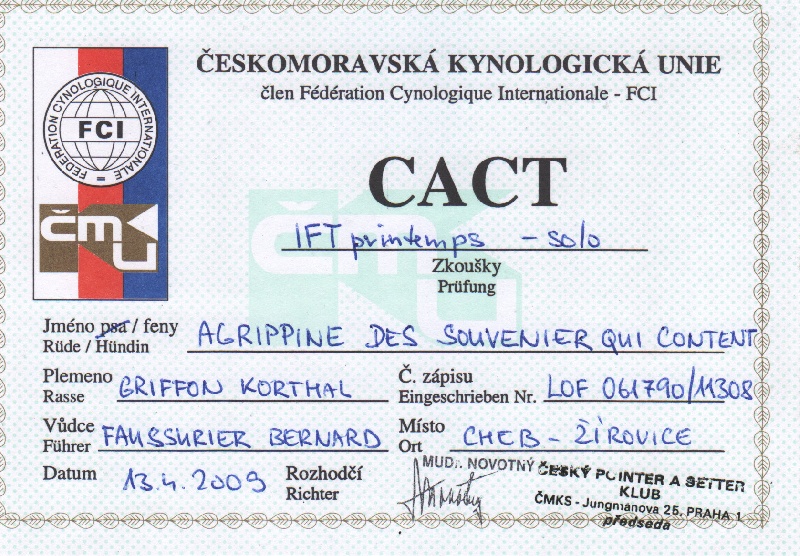 ČESKOMORAVSKÁ KYNOLOGICKÁ UNIE
člen Fédération Cynologique Internationale - FCI
FEDERATION CYNOLOGIQUE INTERNATIONALE
FCI
čmku
CACT
IFT printemps - solo
Zkoušky
Prüfung
Jméno psa / feny AGRIPPINE DES SOUVENIER QUI CONTENT
Rüde / Hündin
Plemeno GRIFFON KORTHAL Č. zápisu LOF 061790/11308
Rasse Eingeschrieben Nr.
Vůdce FAUSSURIER BERNARD Místo CHEB - ŽÍROVICE
Führer Ort
Datum 13.4.2009 Rozhodčí MUDr. NOVOTNÝ
Richter
ČESKÝ POINTER A SETTER
KLUB
ČMKS - Jungmanova 25, PRAHA 1
předseda